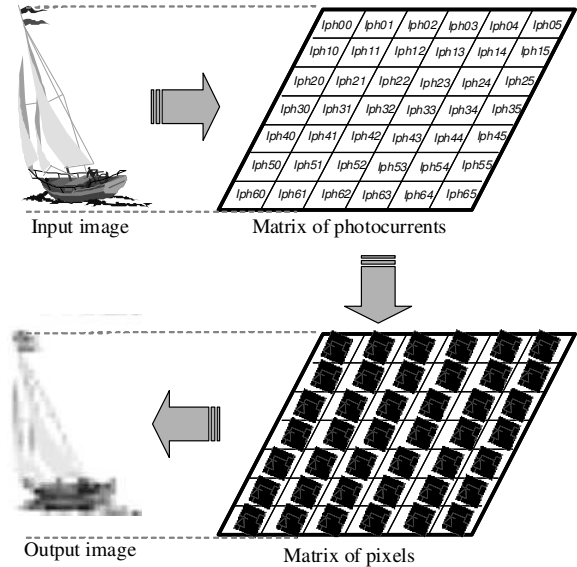 Iph00 Iph01 Iph02 Iph03 Iph04 Iph05
Iph10 Iph11 Iph12 Iph13 Iph14 Iph15
Iph20 Iph21 Iph22 Iph23 Iph24 Iph25
Iph30 Iph31 Iph32 Iph33 Iph34 Iph35
Iph40 Iph41 Iph42 Iph43 Iph44 Iph45
Iph50 Iph51 Iph52 Iph53 Iph54 Iph55
Iph60 Iph61 Iph62 Iph63 Iph64 Iph65
Input image
Matrix of photocurrents
Output image
Matrix of pixels